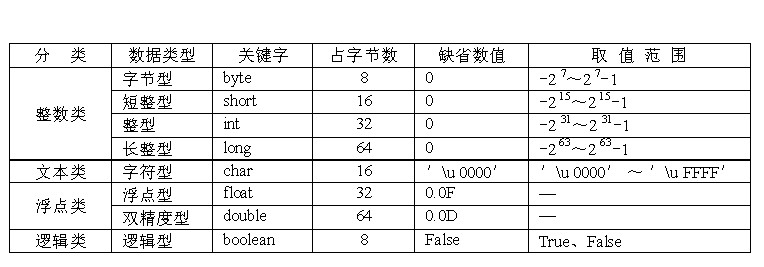 分 类 数据类型 关键字 占字节数 缺省数值 取 值 范 围
整数类 字节型 byte 8 0 -2^7～2^7-1
短整型 short 16 0 -2^15～2^15-1
整型 int 32 0 -2^31～2^31-1
长整型 long 64 0 -2^63～2^63-1
文本类 字符型 char 16 ′\u 0000′ ′\u 0000′ ～ ′\u FFFF′
浮点类 浮点型 float 32 0.0F —
双精度型 double 64 0.0D —
逻辑类 逻辑型 boolean 8 False True、False